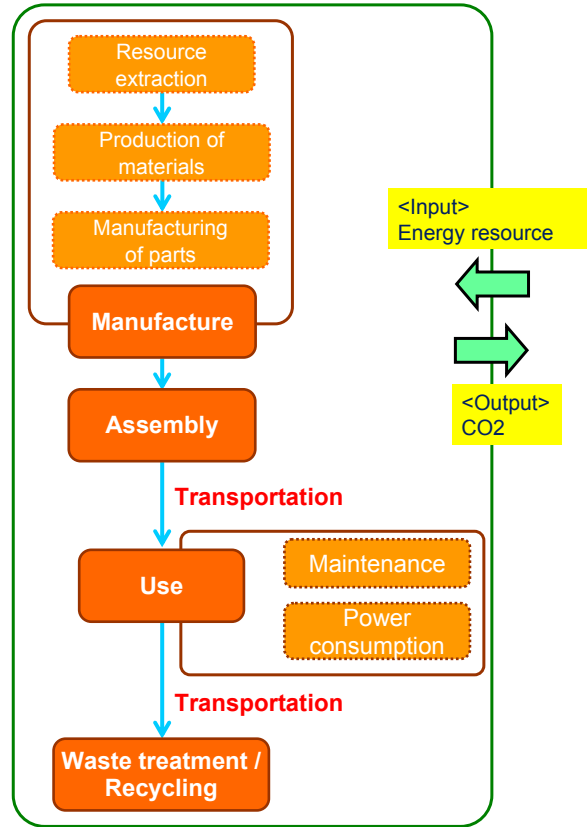 Resource
extraction
Production of
materials
Manufacturing
of parts
Manufacture
<Input>
Energy resource
<Output>
CO2
Assembly
Transportation
Use
Maintenance
Power
consumption
Transportation
Waste treatment /
Recycling